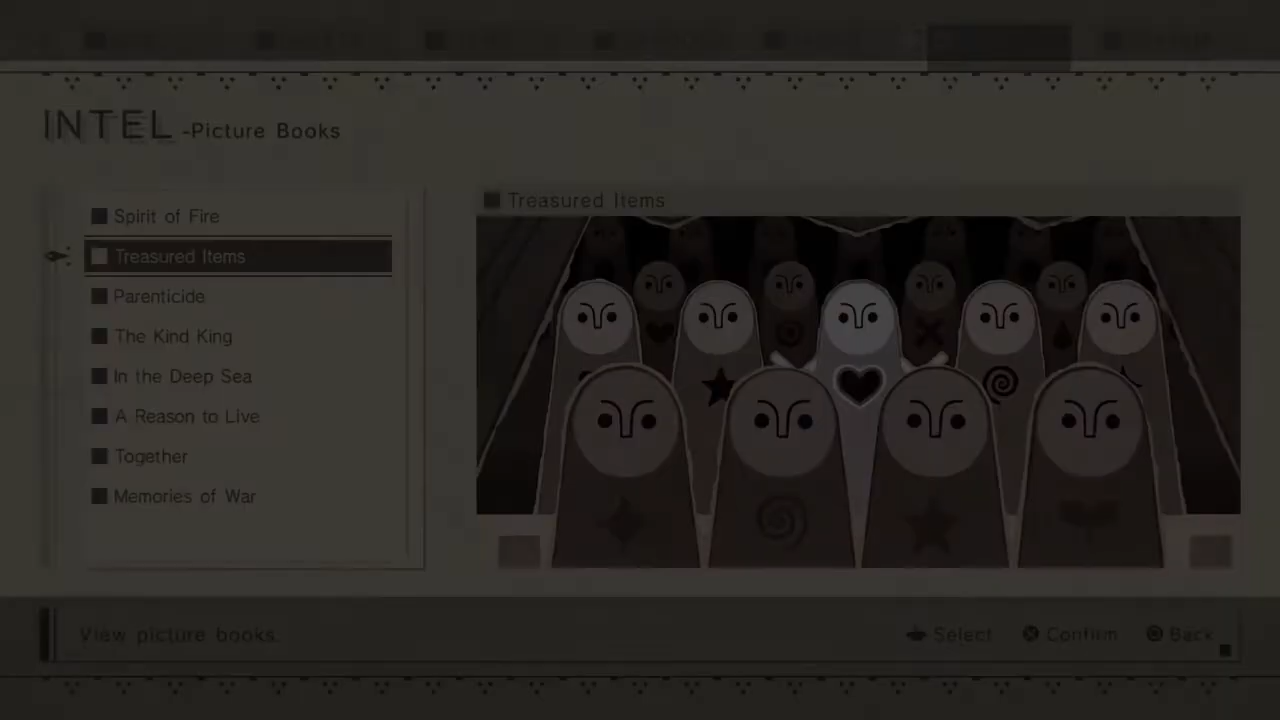 INTEL -Picture Books
Spirit of Fire
Treasured Items
Parenticide
The Kind King
In the Deep Sea
A Reason to Live
Together
Memories of War
Treasured Items
View picture books.
Select Confirm Back